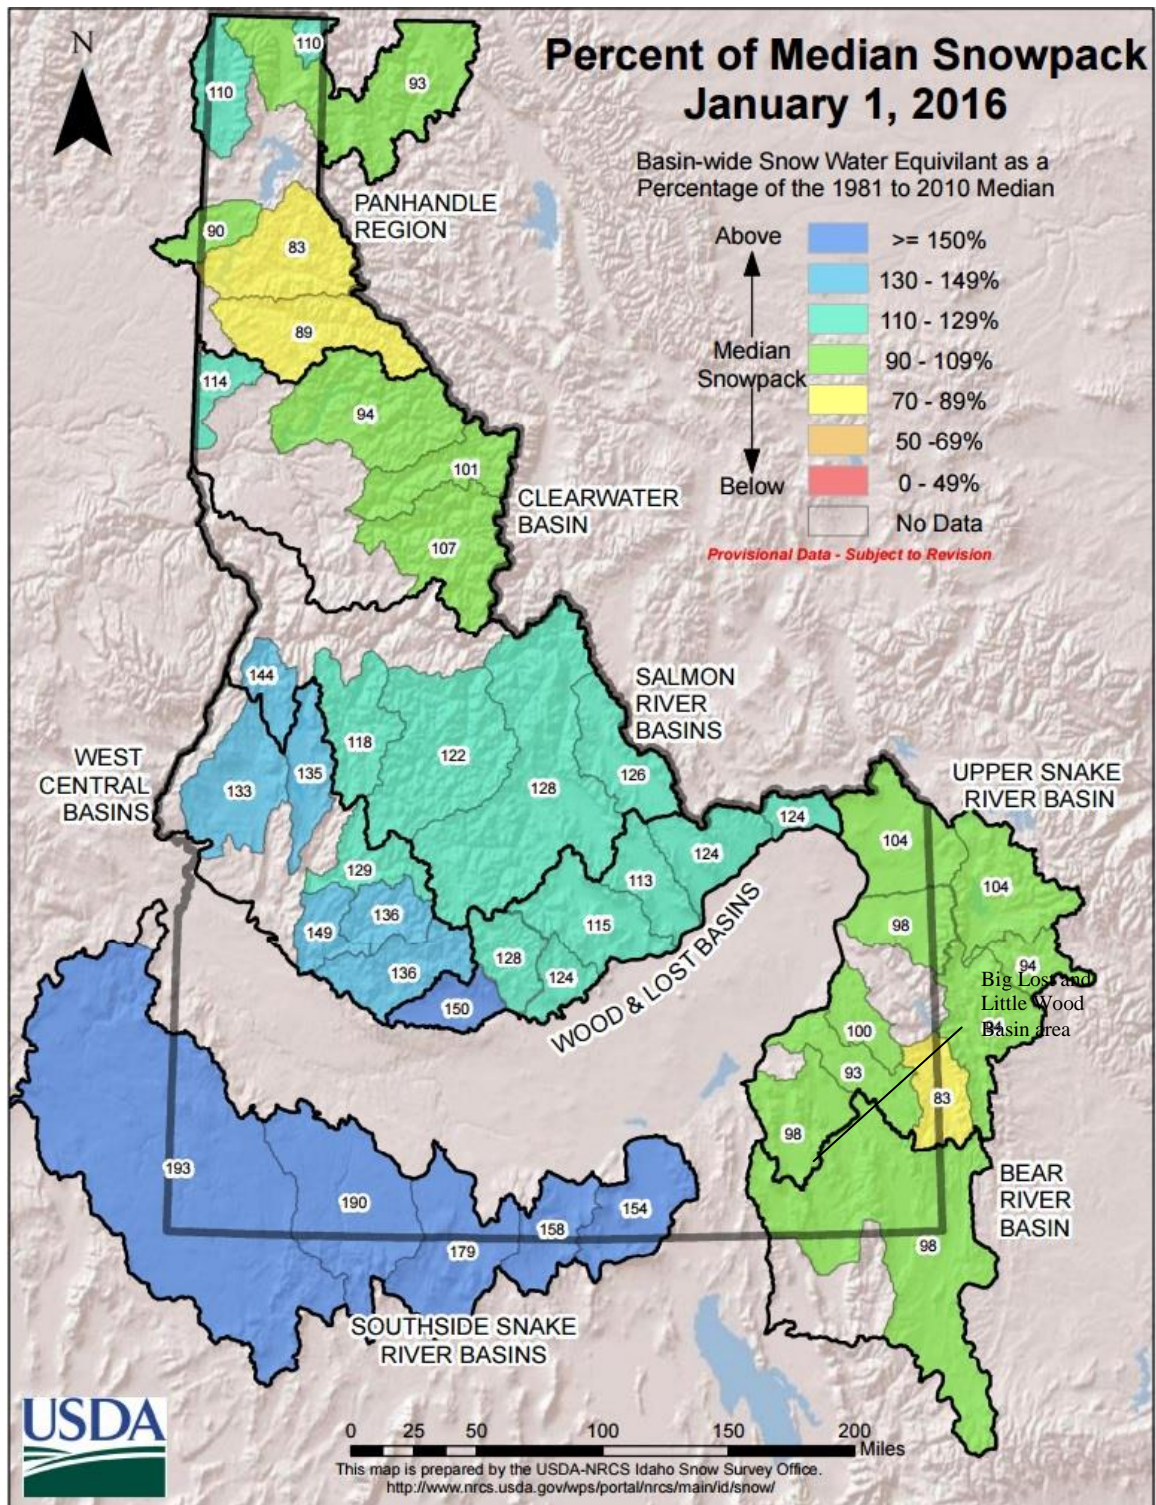 N
Percent of Median Snowpack
January 1, 2016
Basin-wide Snow Water Equivilant as a
Percentage of the 1981 to 2010 Median
Above
Median
Snowpack
Below
>= 150%
130 - 149%
110 - 129%
90 - 109%
70 - 89%
50 -69%
0 - 49%
No Data
Provisional Data - Subject to Revision
110
110
93
PANHANDLE
REGION
90
83
89
114
94
101
CLEARWATER
BASIN
107
144
SALMON
RIVER
BASINS
118
122
WEST
CENTRAL
BASINS
133
135
128
126
UPPER SNAKE
RIVER BASIN
124
104
124
129
113
104
136
149
115
98
128
136
124
94
150
WOOD & LOST BASINS
Big Lost and
Little Wood
Basin area
100
93
83
98
193
190
154
158
179
BEAR
RIVER
BASIN
98
SOUTHSIDE SNAKE
RIVER BASINS
USDA
0 25 50 100 150 200
Miles
This map is prepared by the USDA-NRCS Idaho Snow Survey Office.
http://www.nrcs.usda.gov/wps/portal/nrcs/main/id/snow/